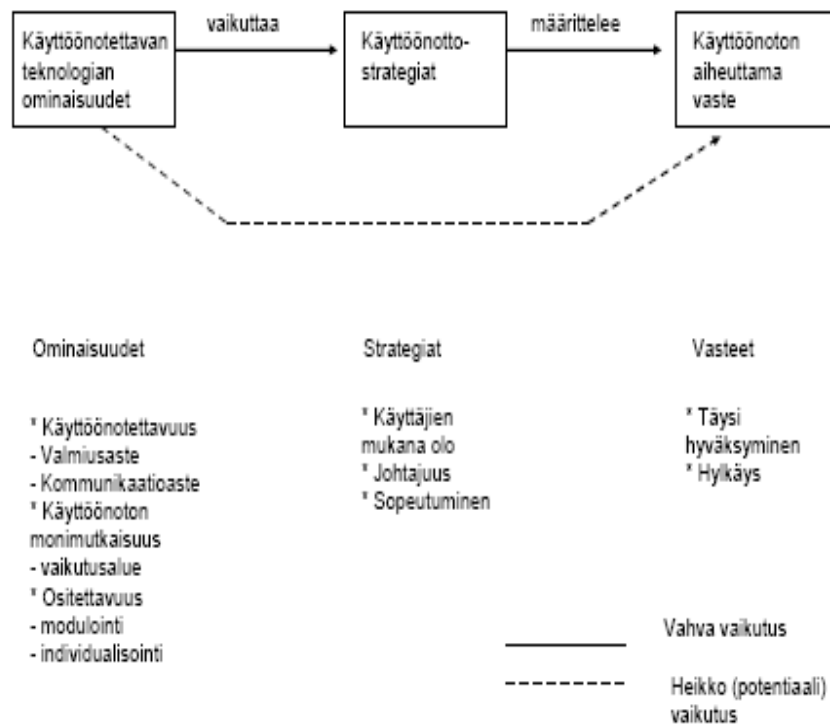 vaikuttaa
määrittelee
Käyttöönotettavan
teknologian
ominaisuudet
Käyttöönotto-
strategiat
Käyttöönoton
aiheuttama
vaste
Ominaisuudet
* Käyttöönotettavuus
- Valmiusaste
- Kommunikaatioaste
* Käyttöönoton
monimutkaisuus
- vaikutusalue
* Ositettavuus
- modulointi
- individualisointi
Strategiat
* Käyttäjien
mukana olo
* Johtajuus
* Sopeutuminen
Vasteet
* Täysi
hyväksyminen
* Hylkäys
Vahva vaikutus
Heikko (potentiaali)
vaikutus